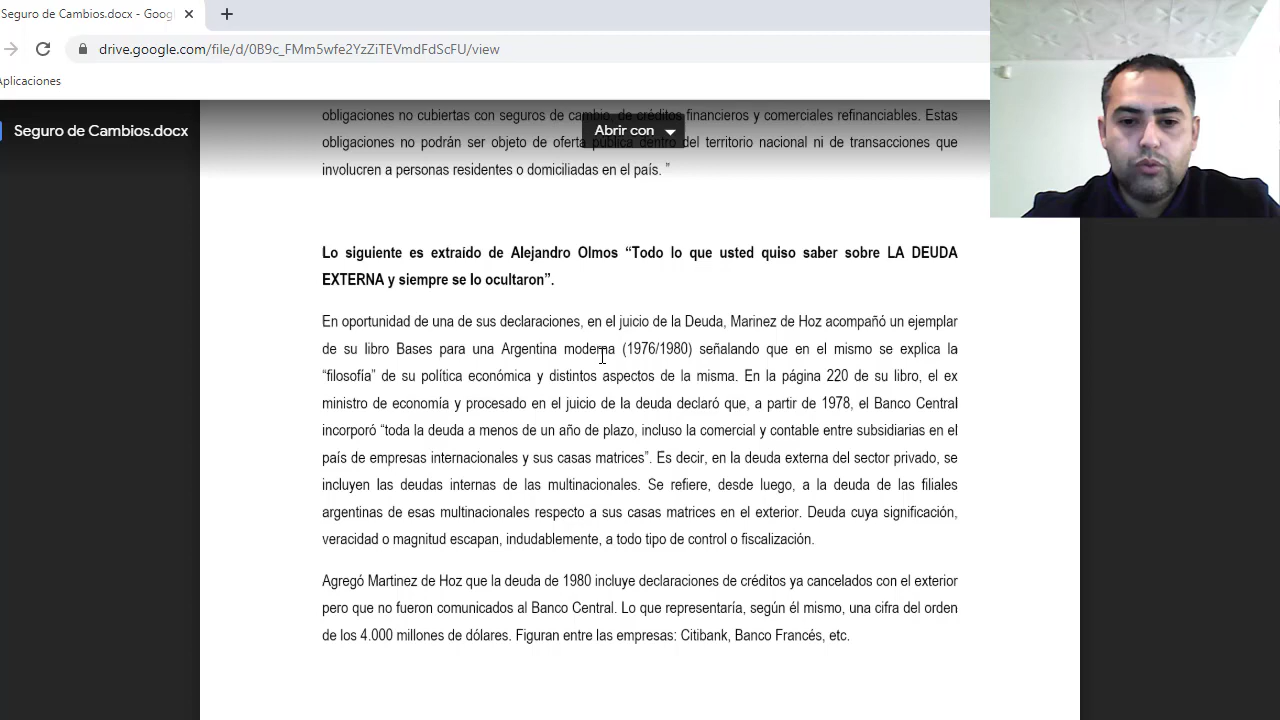 Seguro de Cambios.docx - Goog
drive.google.com/file/d/0B9c_FMm5wfe2YzZiTEVmdFdScFU/view
Aplicaciones
Seguro de Cambios.docx
Abrir con
obligaciones no cubiertas con seguros de cambio, de créditos financieros y comerciales refinanciables. Estas
obligaciones no podrán ser objeto de oferta pública dentro del territorio nacional ni de transacciones que
involucren a personas residentes o domiciliadas en el país. ”
Lo siguiente es extraído de Alejandro Olmos “Todo lo que usted quiso saber sobre LA DEUDA
EXTERNA y siempre se lo ocultaron”.
En oportunidad de una de sus declaraciones, en el juicio de la Deuda, Marinez de Hoz acompañó un ejemplar
de su libro Bases para una Argentina moderna (1976/1980) señalando que en el mismo se explica la
“filosofía” de su política económica y distintos aspectos de la misma. En la página 220 de su libro, el ex
ministro de economía y procesado en el juicio de la deuda declaró que, a partir de 1978, el Banco Central
incorporó “toda la deuda a menos de un año de plazo, incluso la comercial y contable entre subsidiarias en el
país de empresas internacionales y sus casas matrices”. Es decir, en la deuda externa del sector privado, se
incluyen las deudas internas de las multinacionales. Se refiere, desde luego, a la deuda de las filiales
argentinas de esas multinacionales respecto a sus casas matrices en el exterior. Deuda cuya significación,
veracidad o magnitud escapan, indudablemente, a todo tipo de control o fiscalización.
Agregó Martinez de Hoz que la deuda de 1980 incluye declaraciones de créditos ya cancelados con el exterior
pero que no fueron comunicados al Banco Central. Lo que representaría, según él mismo, una cifra del orden
de los 4.000 millones de dólares. Figuran entre las empresas: Citibank, Banco Francés, etc.